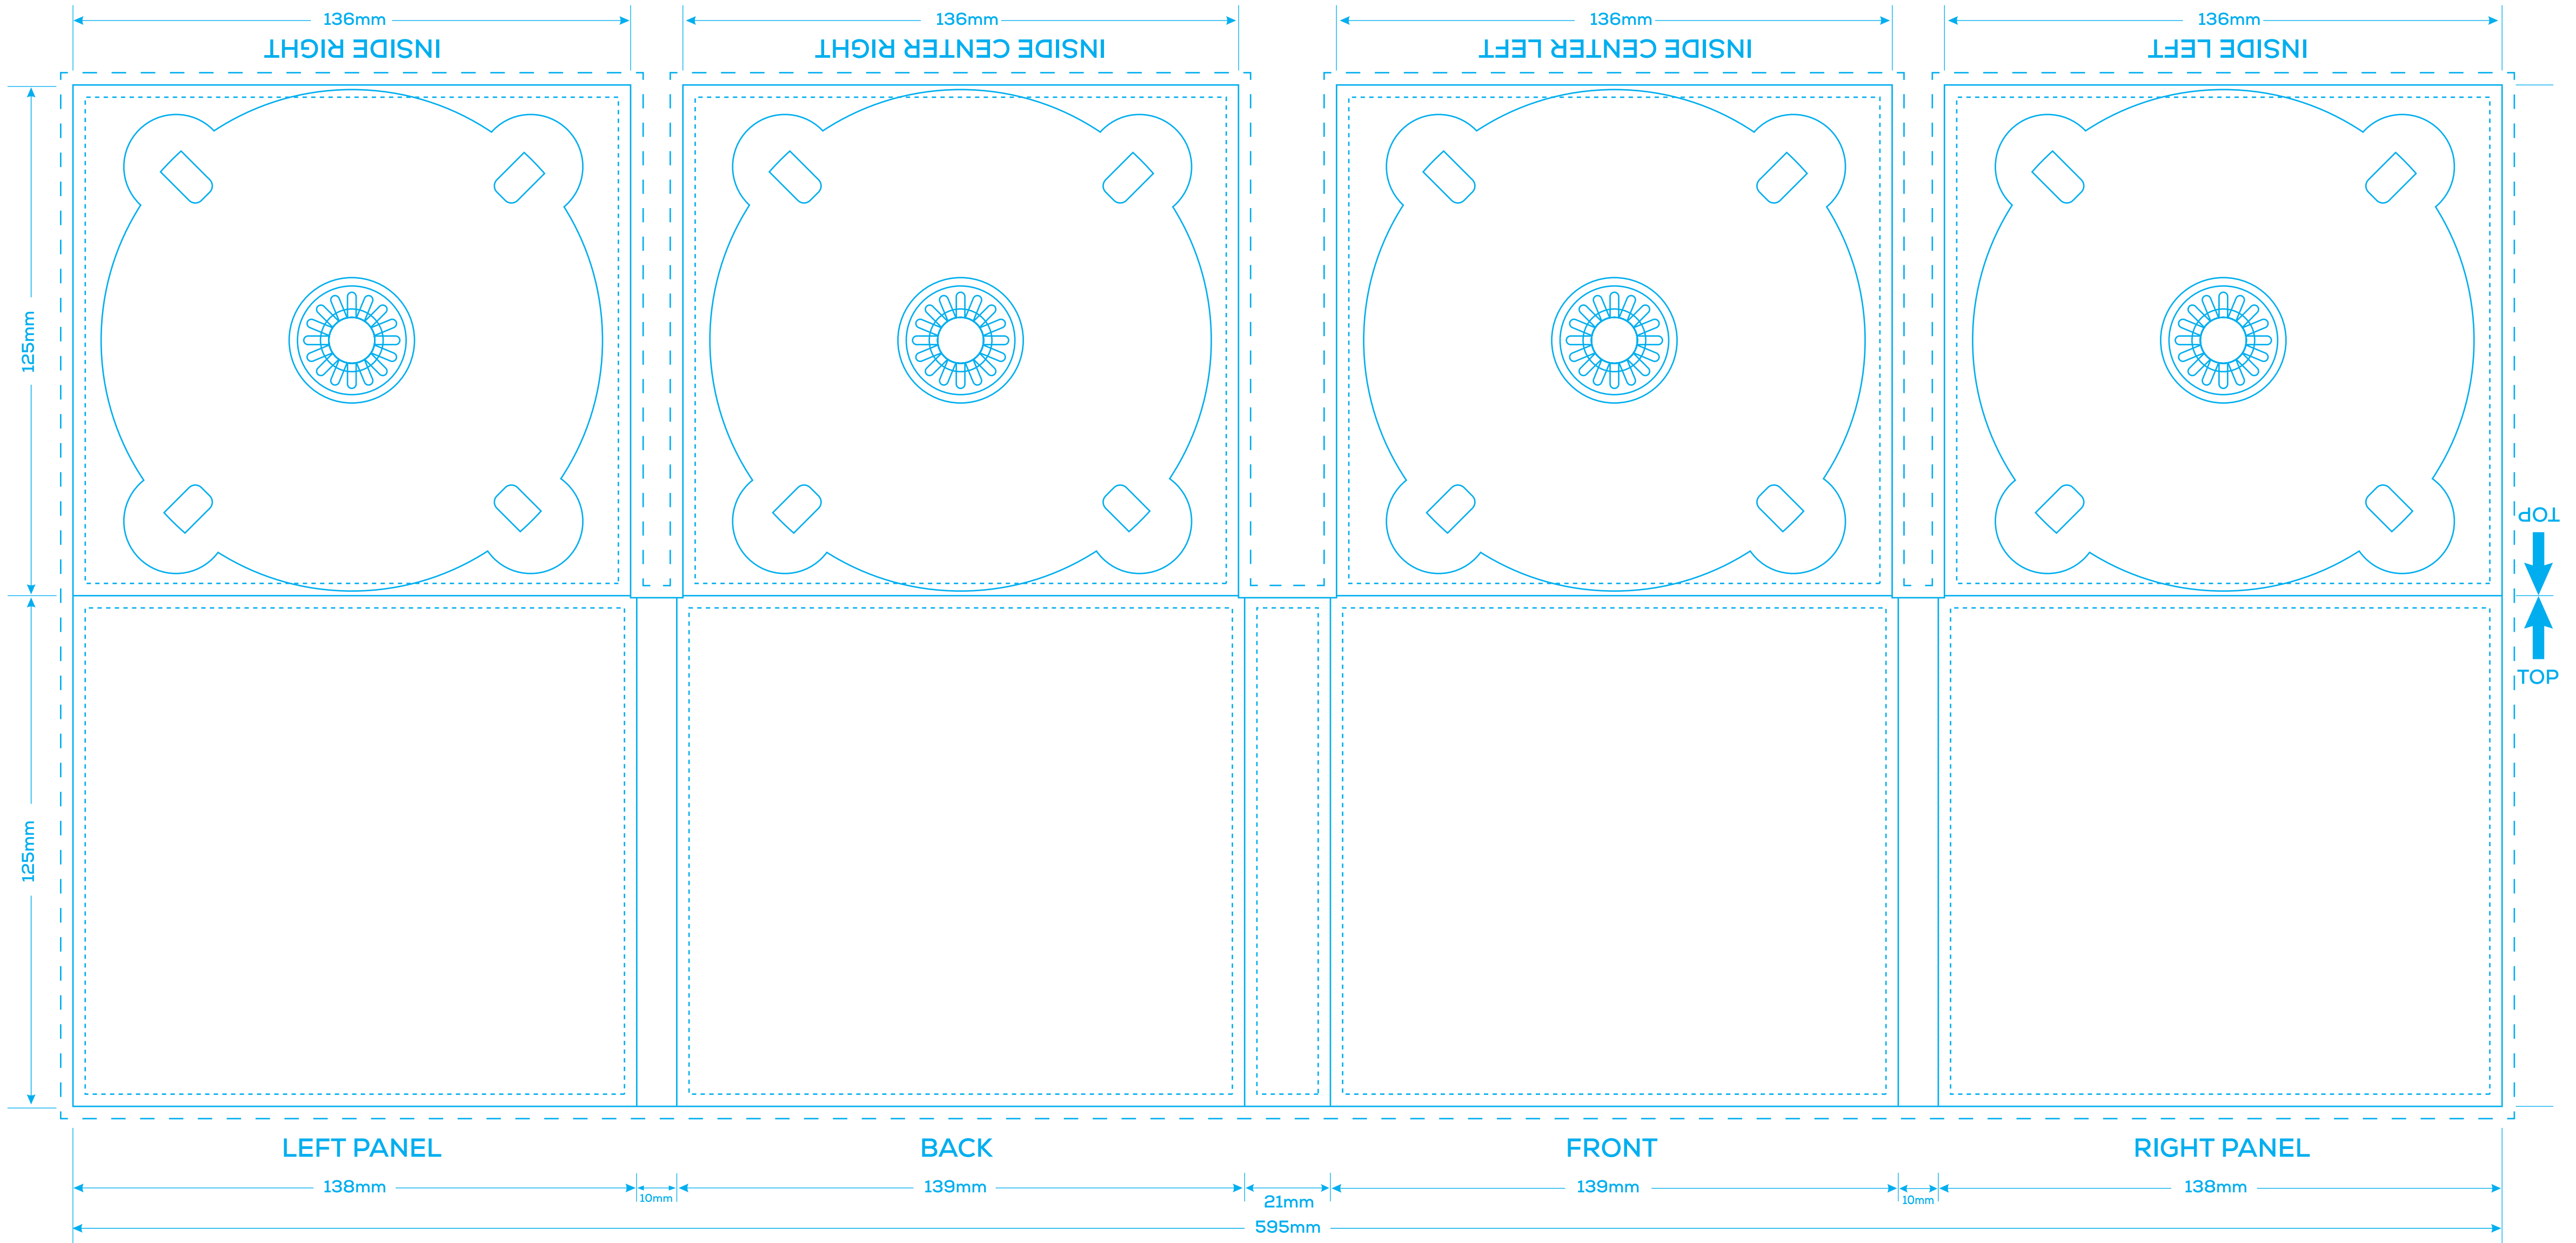 136mm
136mm
136mm
136mm
INSIDE RIGHT
INSIDE CENTER RIGHT
INSIDE CENTER LEFT
INSIDE LEFT
125mm
TOP
TOP
125mm
LEFT PANEL
BACK
FRONT
RIGHT PANEL
138mm
10mm
139mm
21mm
139mm
10mm
138mm
595mm